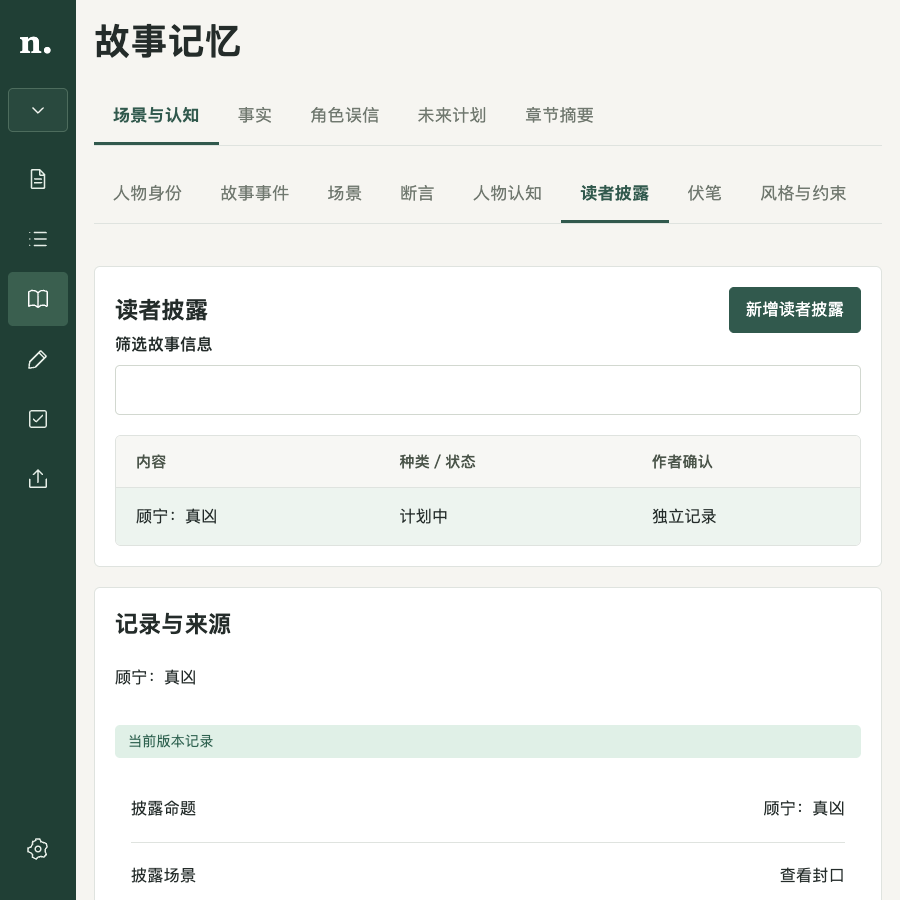 n.
故事记忆
场景与认知 事实 角色误信 未来计划 章节摘要
人物身份 故事事件 场景 断言 人物认知 读者披露 伏笔 风格与约束
读者披露 新增读者披露
筛选故事信息
内容 种类 / 状态 作者确认
顾宁：真凶 计划中 独立记录
记录与来源
顾宁：真凶
当前版本记录
披露命题 顾宁：真凶
披露场景 查看封口